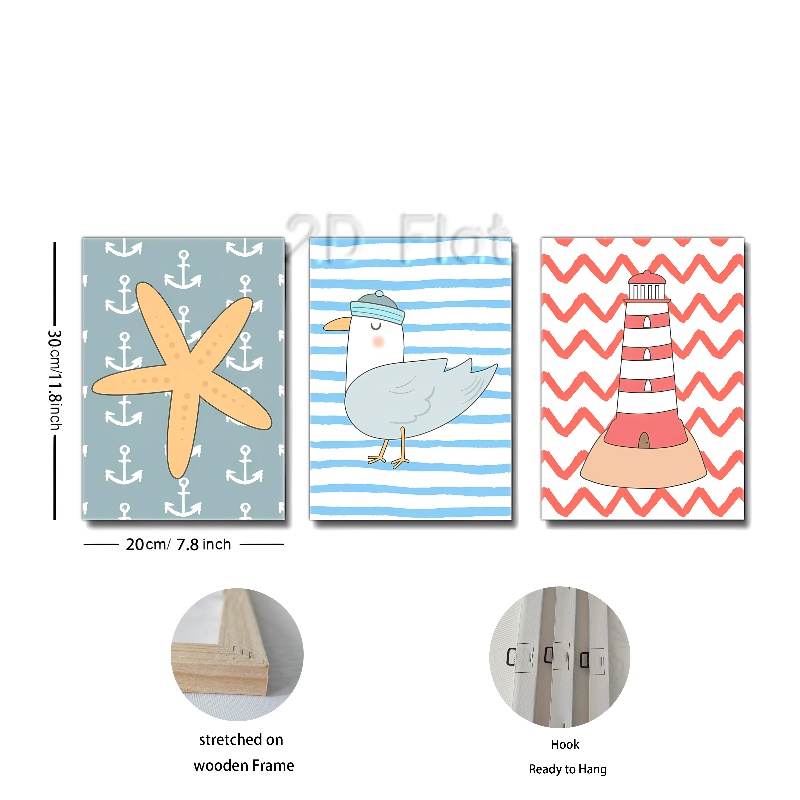 2D Flat
30cm/11.8inch
20cm/ 7.8 inch
stretched on
wooden Frame
Hook
Ready to Hang